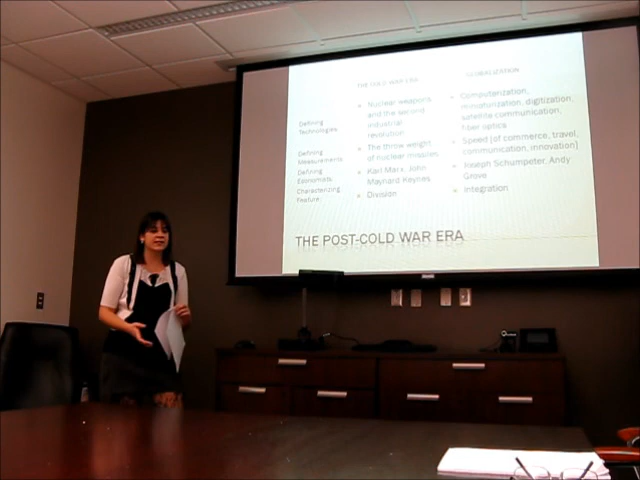 THE COLD WAR ERA
GLOBALIZATION
Defining
Technologies:
Nuclear weapons
and the second
industrial
revolution
Computerization,
miniaturization, digitization,
satellite communication,
fiber optics
Defining
Measurements:
The throw weight
of nuclear missiles
Speed (of commerce, travel,
communication, innovation)
Defining
Economists:
Karl Marx, John
Maynard Keynes
Joseph Schumpeter, Andy
Grove
Characterizing
Feature:
Division
Integration
THE POST-COLD WAR ERA